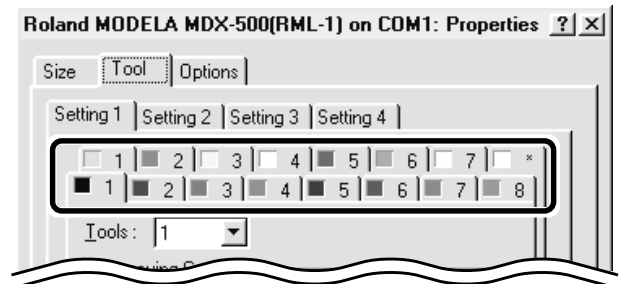 Roland MODELA MDX-500(RML-1) on COM1: Properties ? ×
Size Tool Options
Setting 1 Setting 2 Setting 3 Setting 4
1 2 3 4 5 6 7 *
1 2 3 4 5 6 7 8
Tools: 1